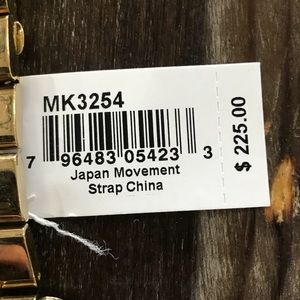 MK3254
7 96483 05423 3
Japan Movement
Strap China
$ 225.00